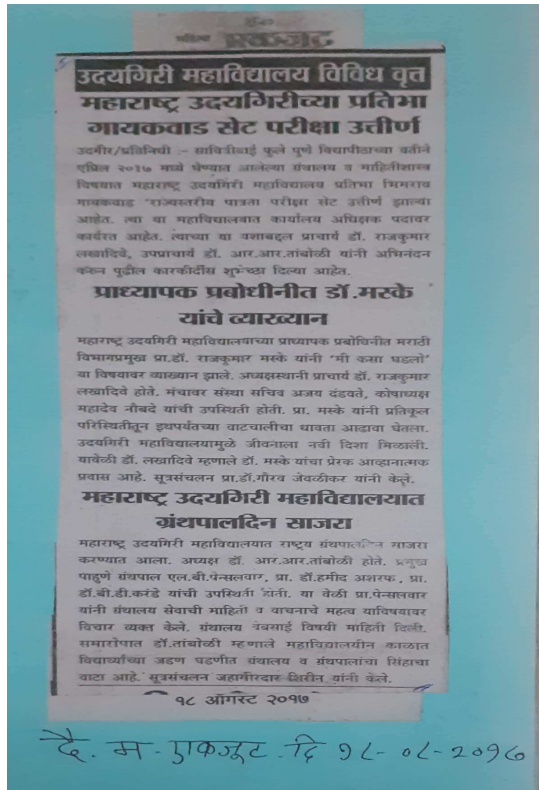 दैनिक
महिला एकजुट
उदयगिरी महाविद्यालय विविध वृत्त
महाराष्ट्र उदयगिरीच्या प्रतिभा
गायकवाड सेट परीक्षा उत्तीर्ण
उदगीर/प्रतिनिधी :- सावित्रीबाई फुले पुणे विद्यापीठाच्या वतीने
एप्रिल २०१७ मध्ये घेण्यात आलेल्या ग्रंथालय व माहितीशास्त्र
विषयात महाराष्ट्र उदयगिरी महाविद्यालय प्रतिभा भिमराव
गायकवाड 'राज्यस्तरीय पात्रता परीक्षा सेट उत्तीर्ण झाल्या
आहेत. त्या या महाविद्यालयात कार्यालय अधिक्षक पदावर
कार्यरत आहेत. त्याच्या या यशाबद्दल प्राचार्य डॉ. राजकुमार
लखादिवे, उपप्राचार्य डॉ. आर.आर.तांबोळी यांनी अभिनंदन
करुन पुढील कारकीर्दीस शुभेच्छा दिल्या आहेत.
प्राध्यापक प्रबोधीनीत डॉ.मस्के
यांचे व्याख्यान
महाराष्ट्र उदयगिरी महाविद्यालयाच्या प्राध्यापक प्रबोधिनीत मराठी
विभागप्रमुख प्रा.डॉ. राजकुमार मस्के यांनी 'मी कसा घडलो'
या विषयावर व्याख्यान झाले. अध्यक्षस्थानी प्राचार्य डॉ. राजकुमार
लखादिवे होते. मंचावर संस्था सचिव अजय दंडवते, कोषाध्यक्ष
महादेव नौबदे यांची उपस्थिती होती. प्रा. मस्के यांनी प्रतिकूल
परिस्थितीतून इथपर्यंतच्या वाटचालीचा धावता आढावा घेतला.
उदयगिरी महाविद्यालयामुळे जीवनाला नवी दिशा मिळाली.
यावेळी डॉ. लखादिवे म्हणाले डॉ. मस्के यांचा प्रेरक आव्हानात्मक
प्रवास आहे. सूत्रसंचलन प्रा.डॉ.गौरव जेवळीकर यांनी केले.
महाराष्ट्र उदयगिरी महाविद्यालयात
ग्रंथपालदिन साजरा
महाराष्ट्र उदयगिरी महाविद्यालयात राष्ट्रय ग्रंथपालदिन साजरा
करण्यात आला. अध्यक्ष डॉ. आर.आर.तांबोळी होते. प्रमुख
पाहुणे ग्रंथपाल एल.बी.पेन्सलवार, प्रा. डॉ.हमीद अशरफ, प्रा.
डॉ.बी.डी.करंडे यांची उपस्थिती होती. या वेळी प्रा.पेन्सलवार
यांनी ग्रंथालय सेवाची माहिती व वाचनाचे महत्व याविषयावर
विचार व्यक्त केले. ग्रंथालय वेबसाई विषयी माहिती दिली.
समारोपात डॉ.तांबोळी म्हणाले महाविद्यालयीन काळात
विद्यार्थ्याच्या जडण घडणीत ग्रंथालय व ग्रंथपालांचा सिंहाचा
वाटा आहे. सूत्रसंचलन जहागीरदार शिरीन यांनी केले.
१८ ऑगस्ट २०१७
दै. म. एकजूट. दि १८-०८-२०१७